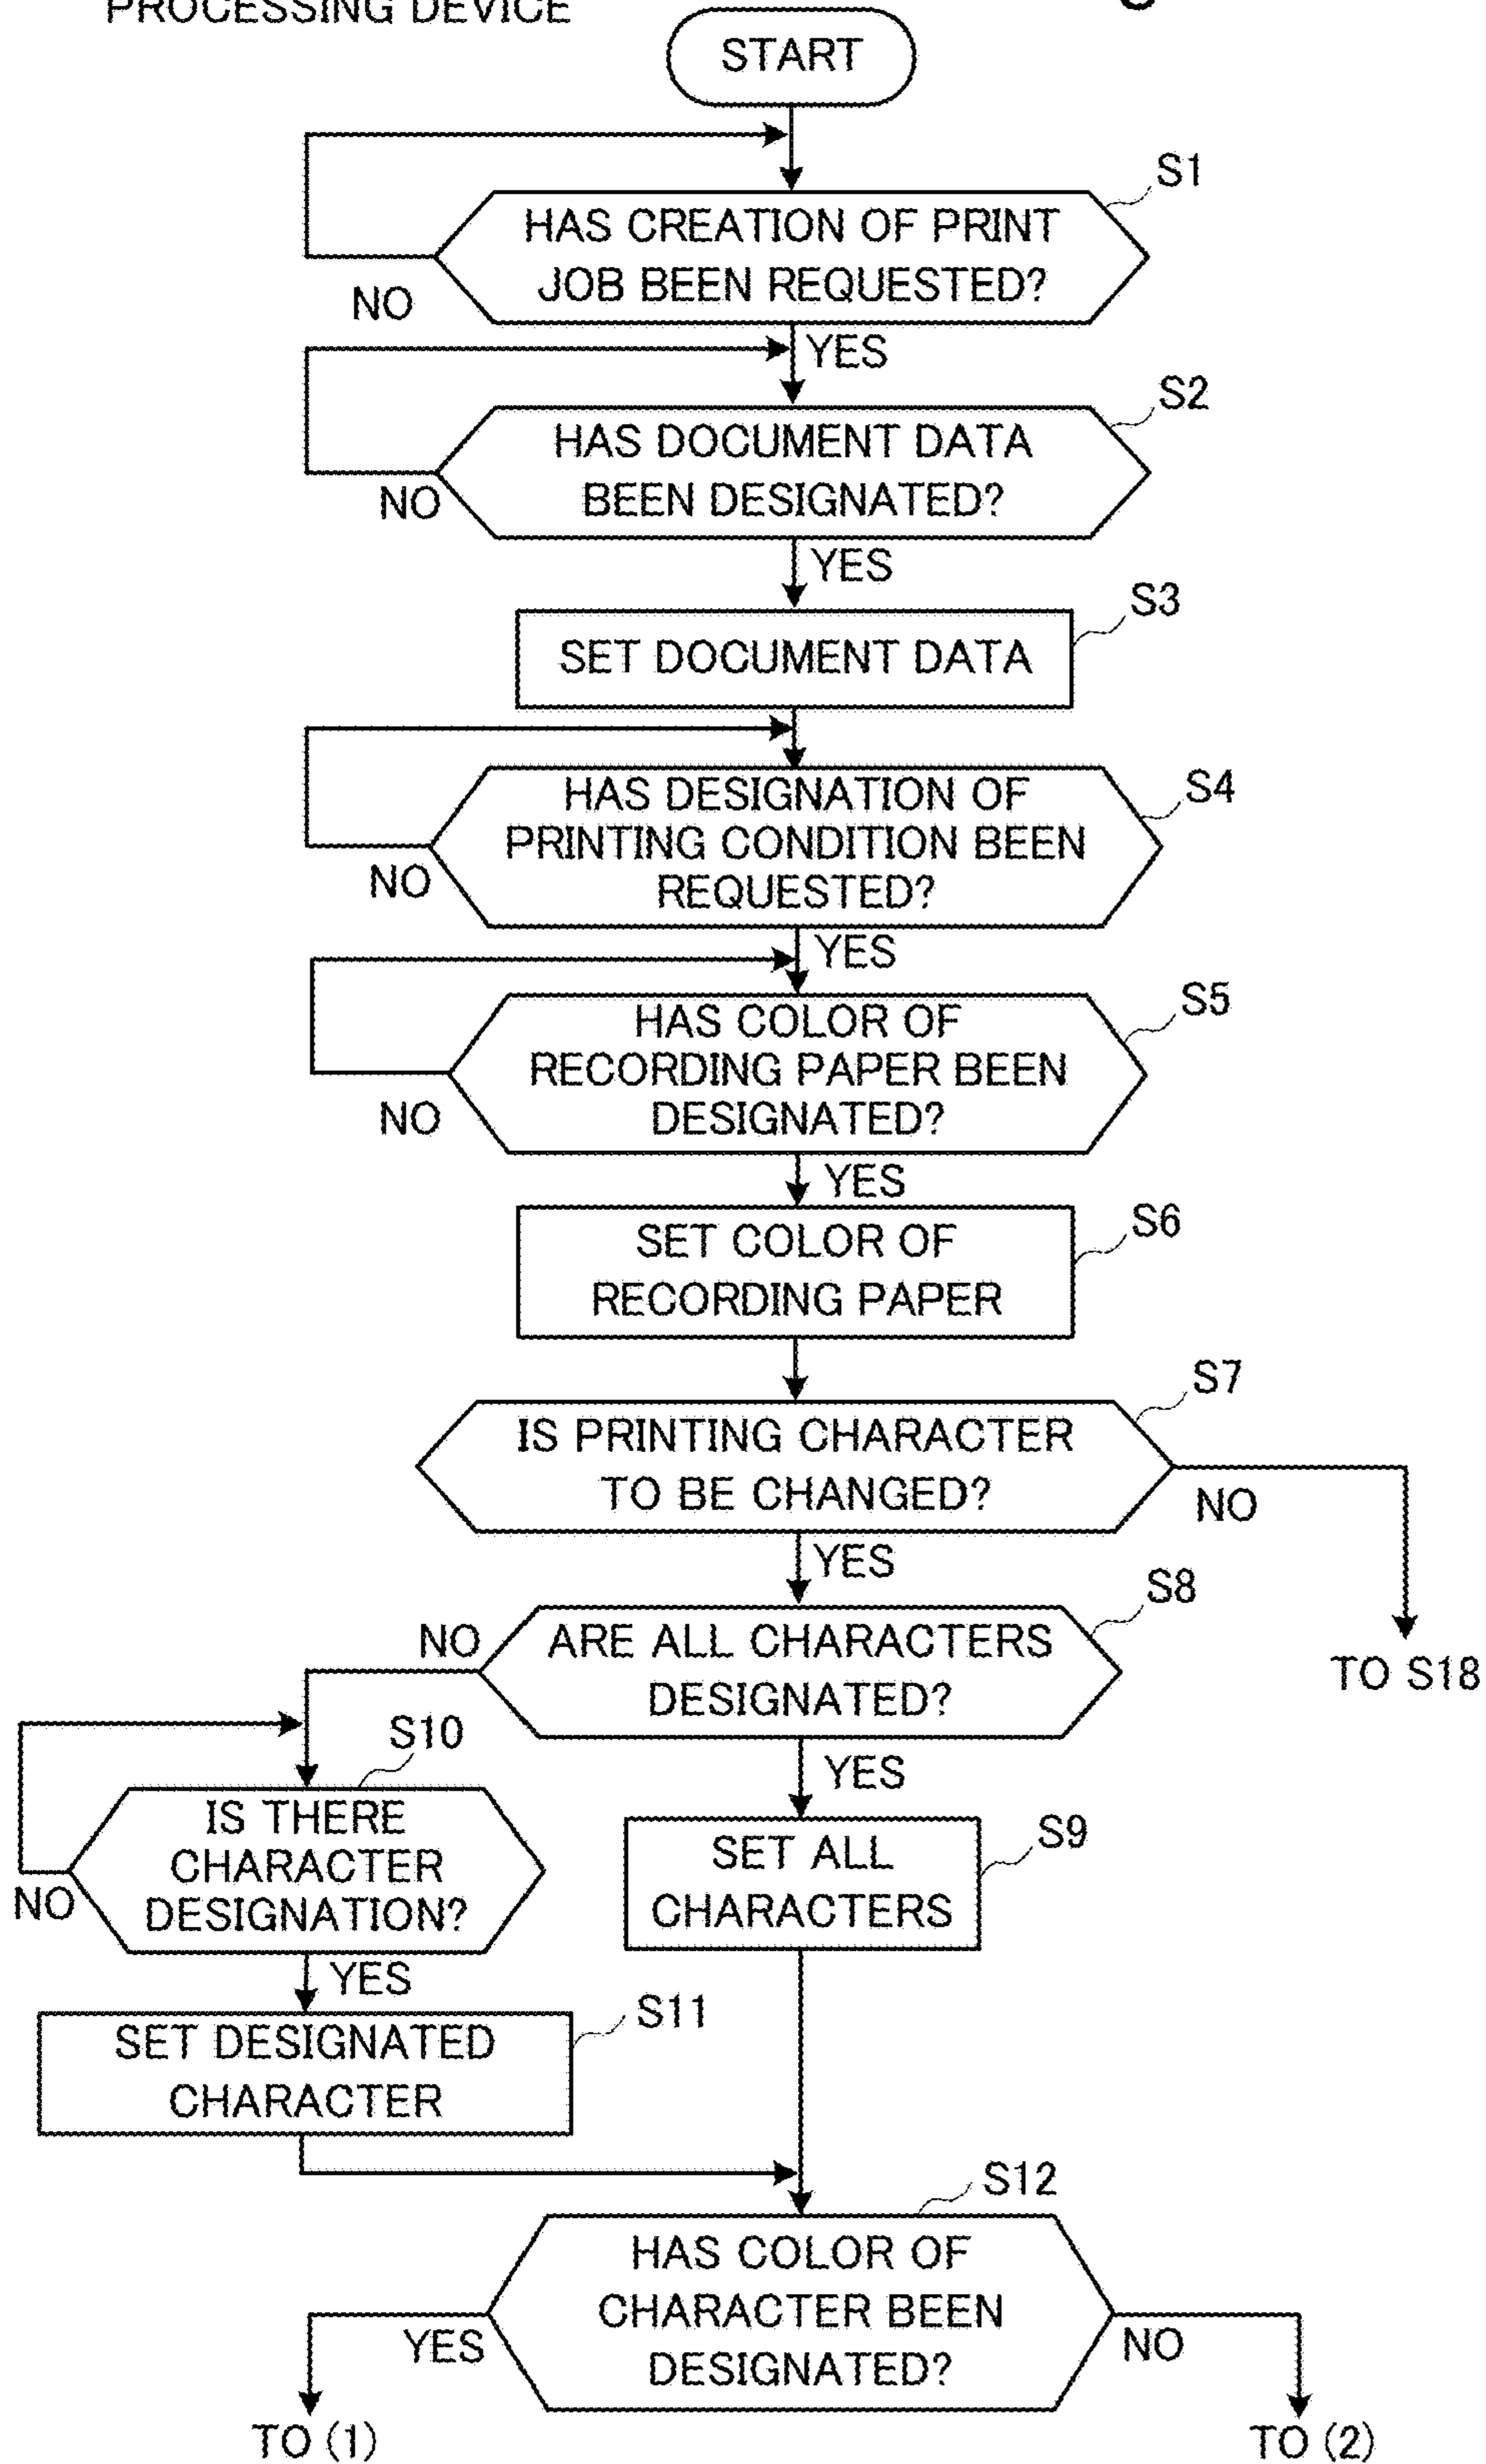 PROCESSING DEVICE
START
S1
HAS CREATION OF PRINT
JOB BEEN REQUESTED?
NO
YES
S2
HAS DOCUMENT DATA
BEEN DESIGNATED?
NO
YES
S3
SET DOCUMENT DATA
S4
HAS DESIGNATION OF
PRINTING CONDITION BEEN
REQUESTED?
NO
YES
S5
HAS COLOR OF
RECORDING PAPER BEEN
DESIGNATED?
NO
YES
S6
SET COLOR OF
RECORDING PAPER
S7
IS PRINTING CHARACTER
TO BE CHANGED?
NO
YES
S8
NO
ARE ALL CHARACTERS
DESIGNATED?
TO S18
S10
YES
IS THERE
CHARACTER
DESIGNATION?
NO
S9
SET ALL
CHARACTERS
YES
S11
SET DESIGNATED
CHARACTER
S12
HAS COLOR OF
CHARACTER BEEN
DESIGNATED?
YES
NO
TO (1)
TO (2)